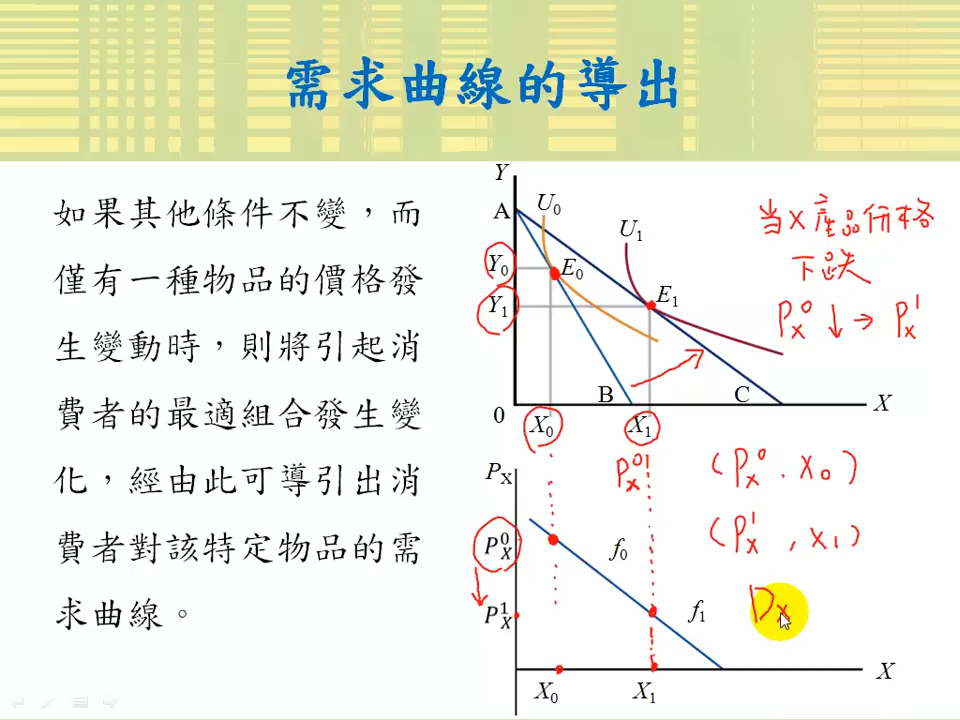 需求曲線的導出
如果其他條件不變，而
僅有一種物品的價格發
生變動時，則將引起消
費者的最適組合發生變
化，經由此可導引出消
費者對該特定物品的需
求曲線。
Y
A
U₀
U₁
Y₀
E₀
Y₁
E₁
B
C
0
X₀
X₁
X
当X產品価格
下跌
Pₓ⁰ ↓ → Pₓ¹
Pₓ
Pₓ⁰
(Pₓ⁰, X₀)
(Pₓ¹, X₁)
f₀
Pₓ¹
f₁
Dₓ
X₀
X₁
X